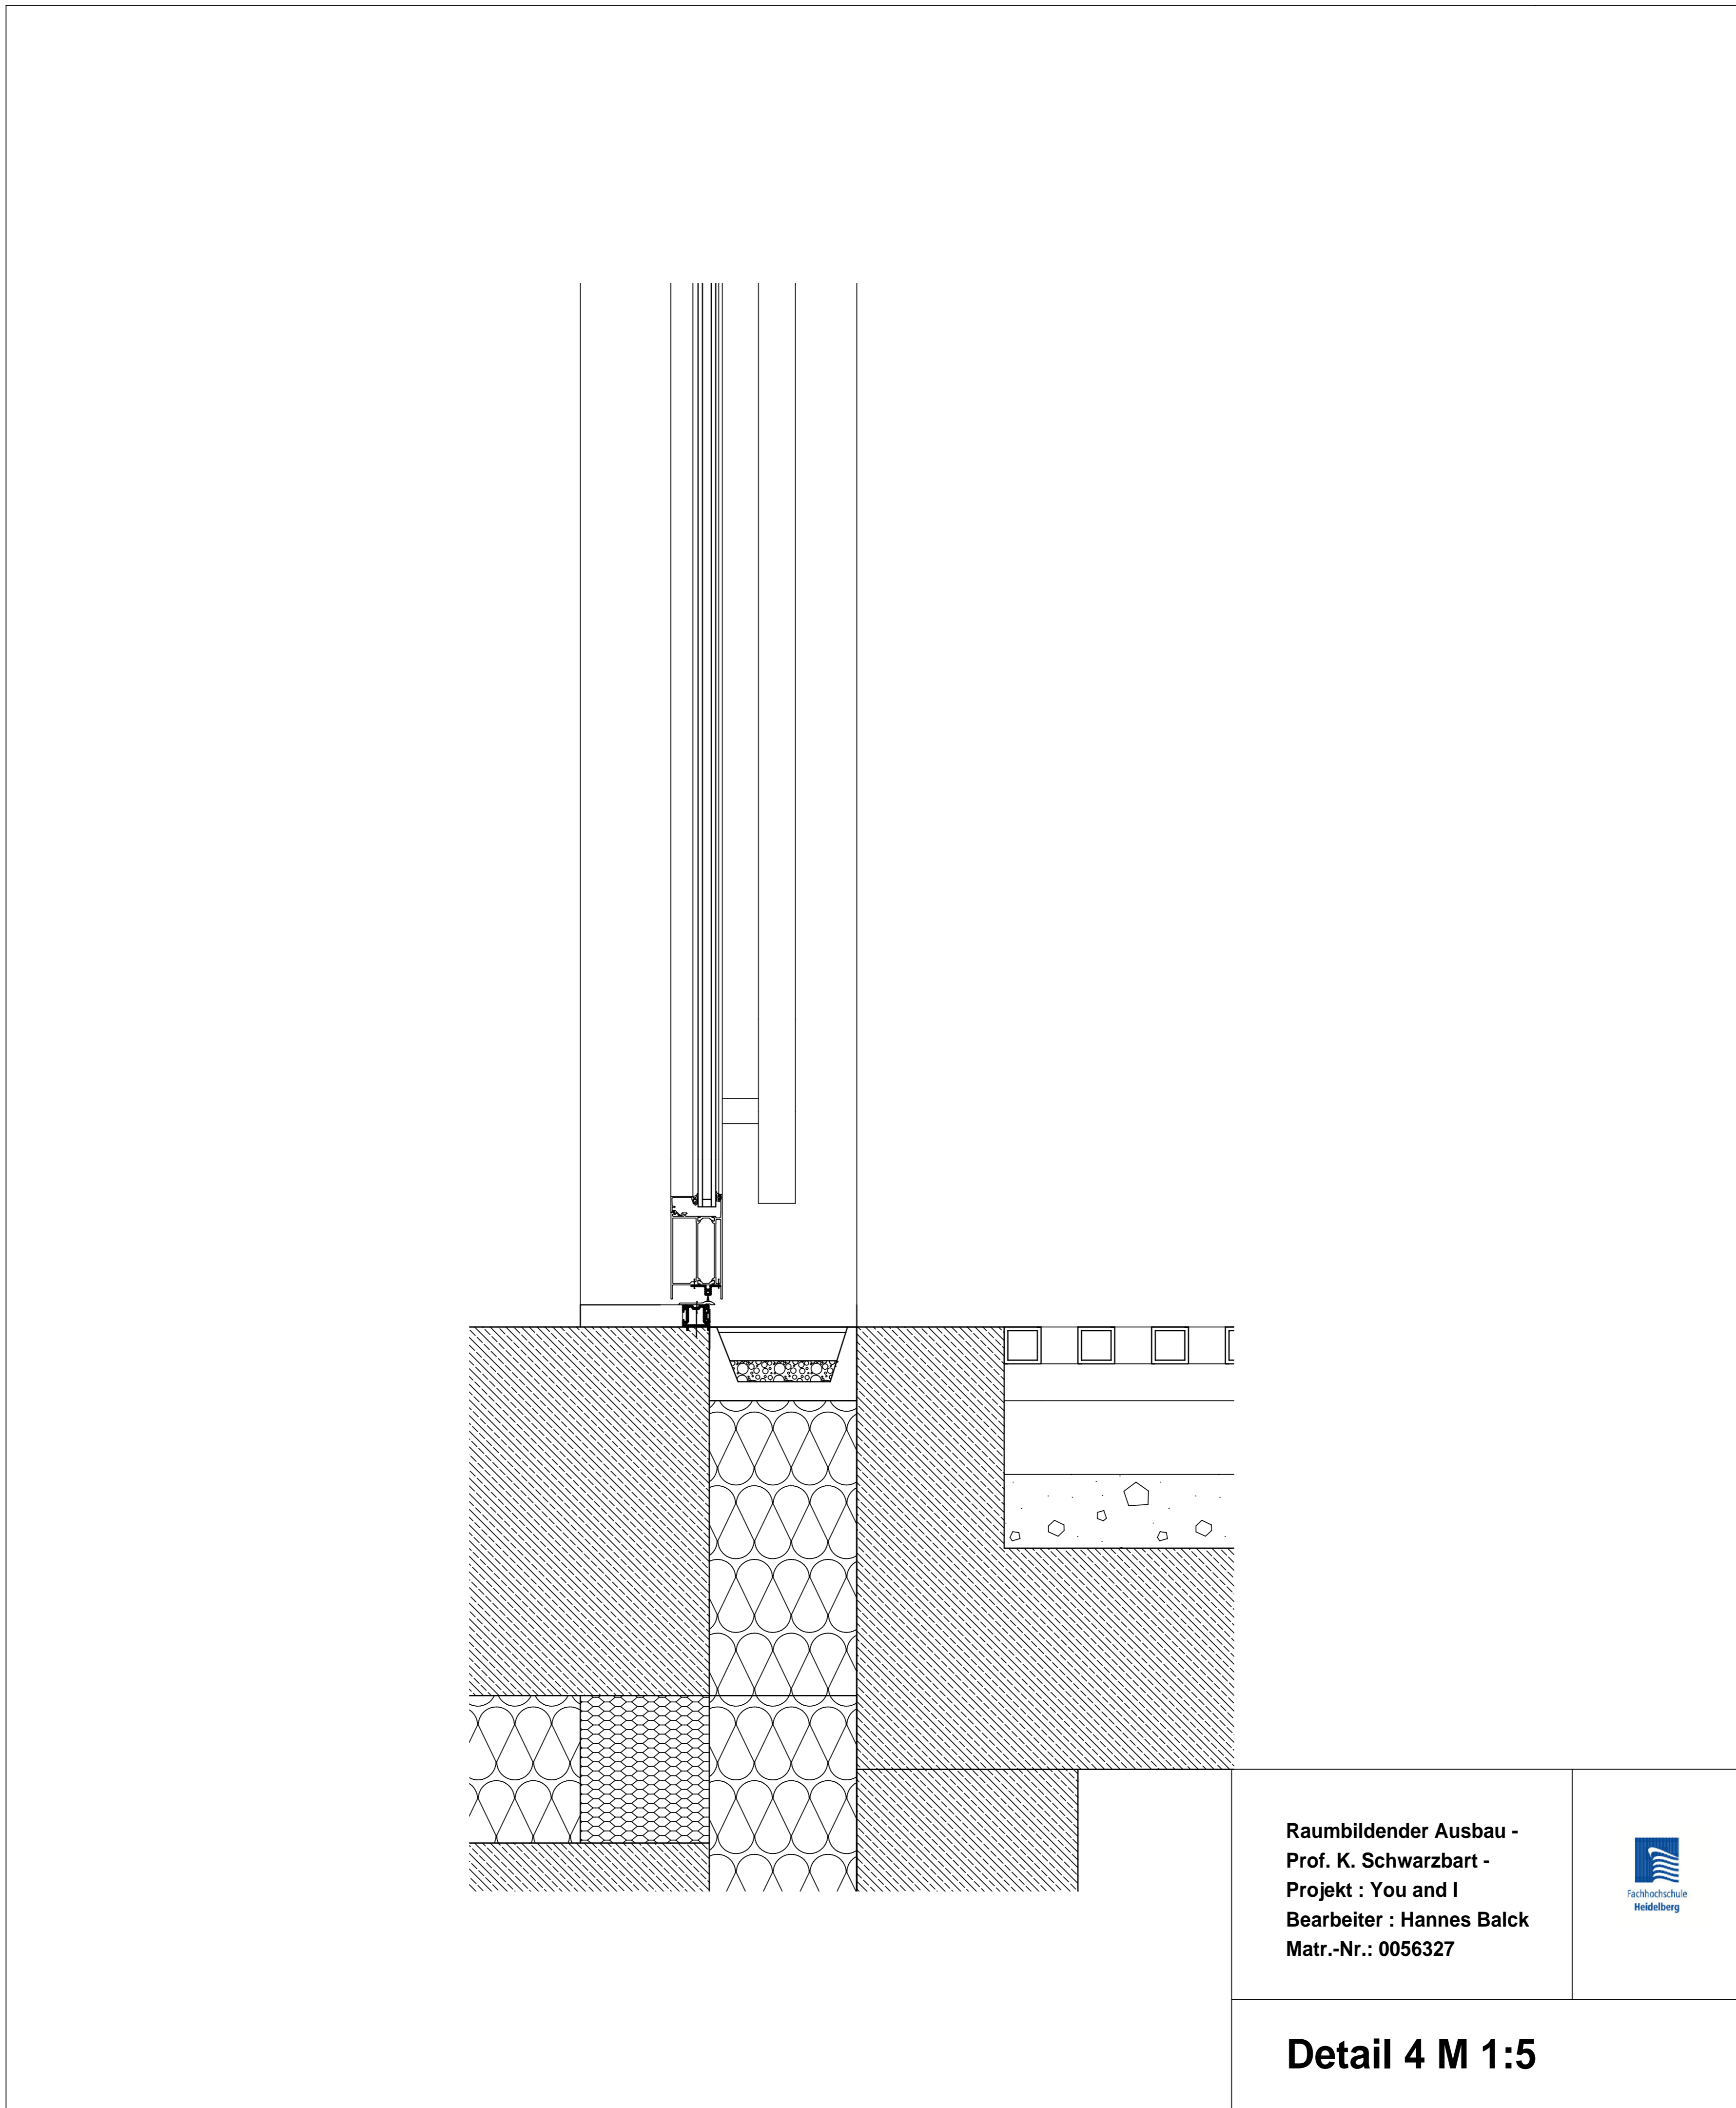 Raumbildender Ausbau -
Prof. K. Schwarzbart -
Projekt : You and I
Bearbeiter : Hannes Balck
Matr.-Nr.: 0056327
Fachhochschule
Heidelberg
Detail 4 M 1:5